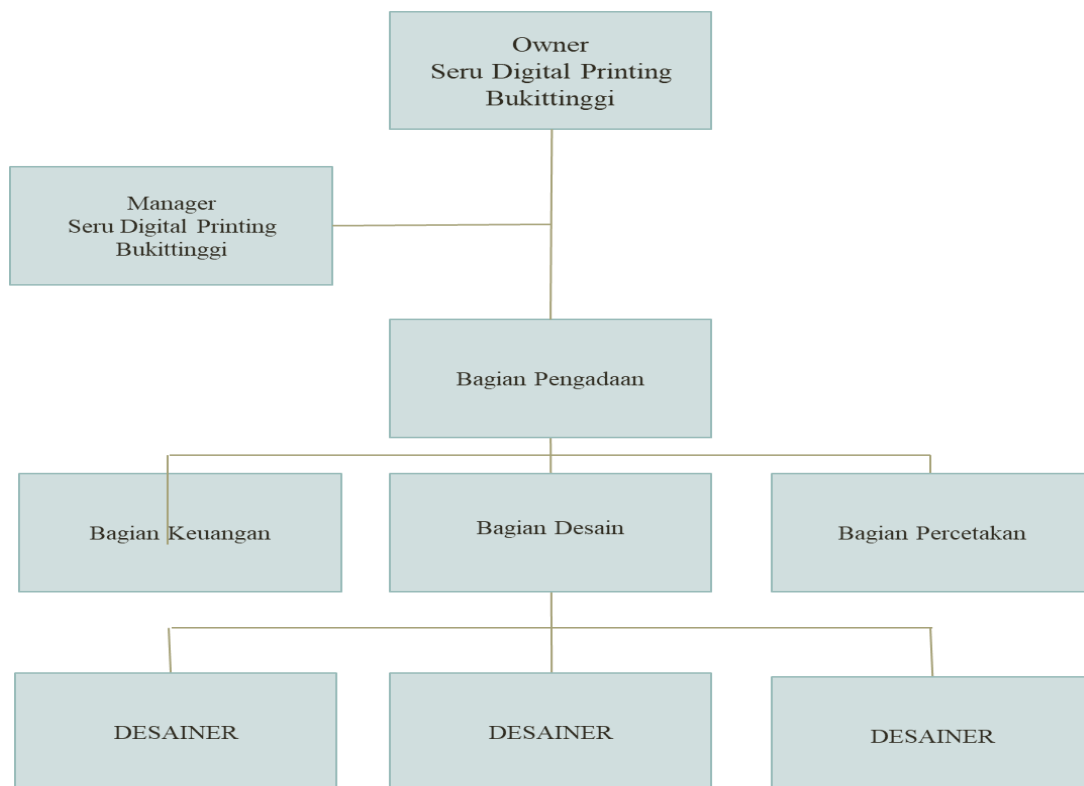 Owner
Seru Digital Printing
Bukittinggi
Manager
Seru Digital Printing
Bukittinggi
Bagian Pengadaan
Bagian Keuangan
Bagian Desain
Bagian Percetakan
DESAINER
DESAINER
DESAINER